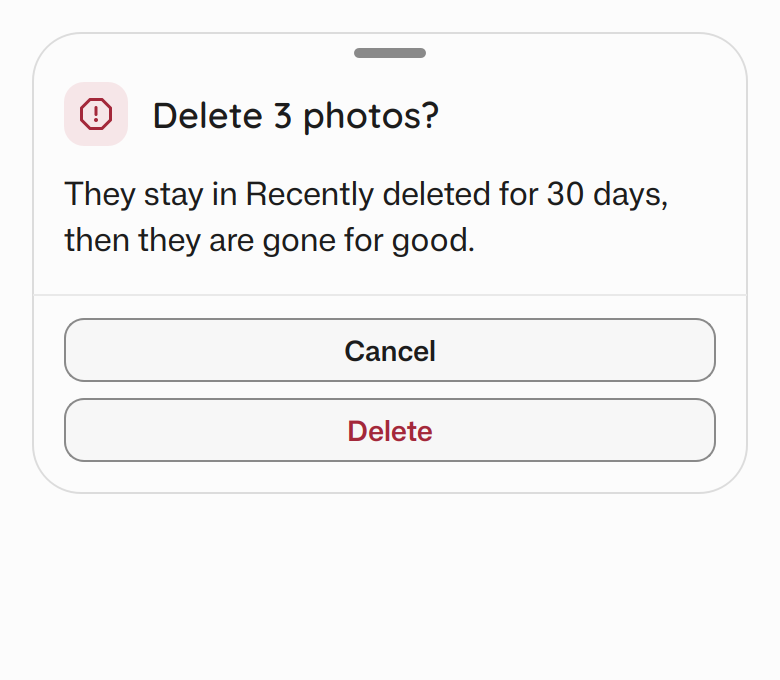 Delete 3 photos?
They stay in Recently deleted for 30 days,
then they are gone for good.
Cancel
Delete